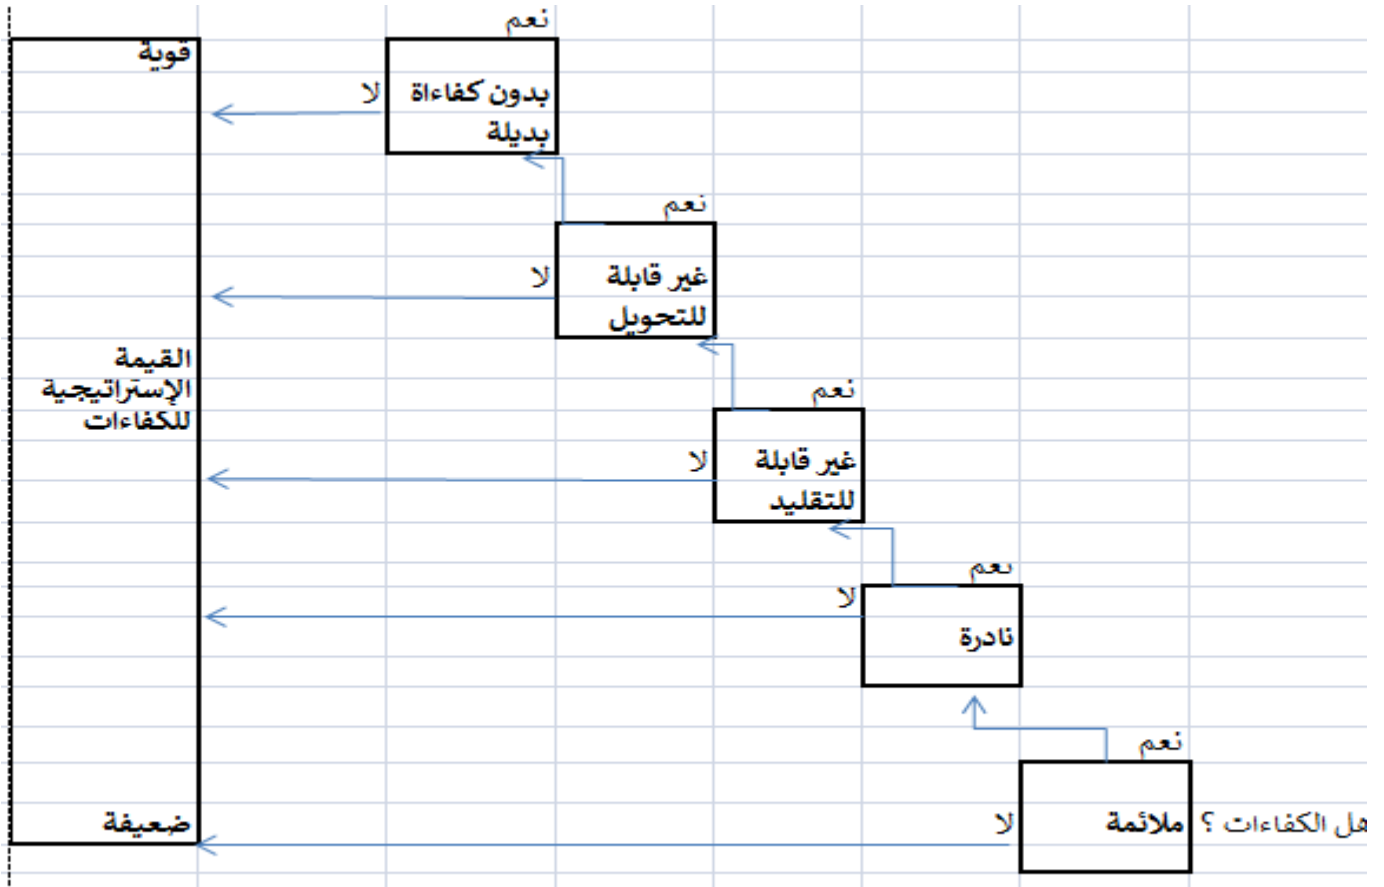 نعم
قوية
بدون كفاءاة
بديلة
لا
نعم
غير قابلة
للتحويل
لا
القيمة
الإستراتيجية
للكفاءات
نعم
غير قابلة
للتقليد
لا
نعم
نادرة
لا
نعم
هل الكفاءات ؟
ملائمة
لا
ضعيفة